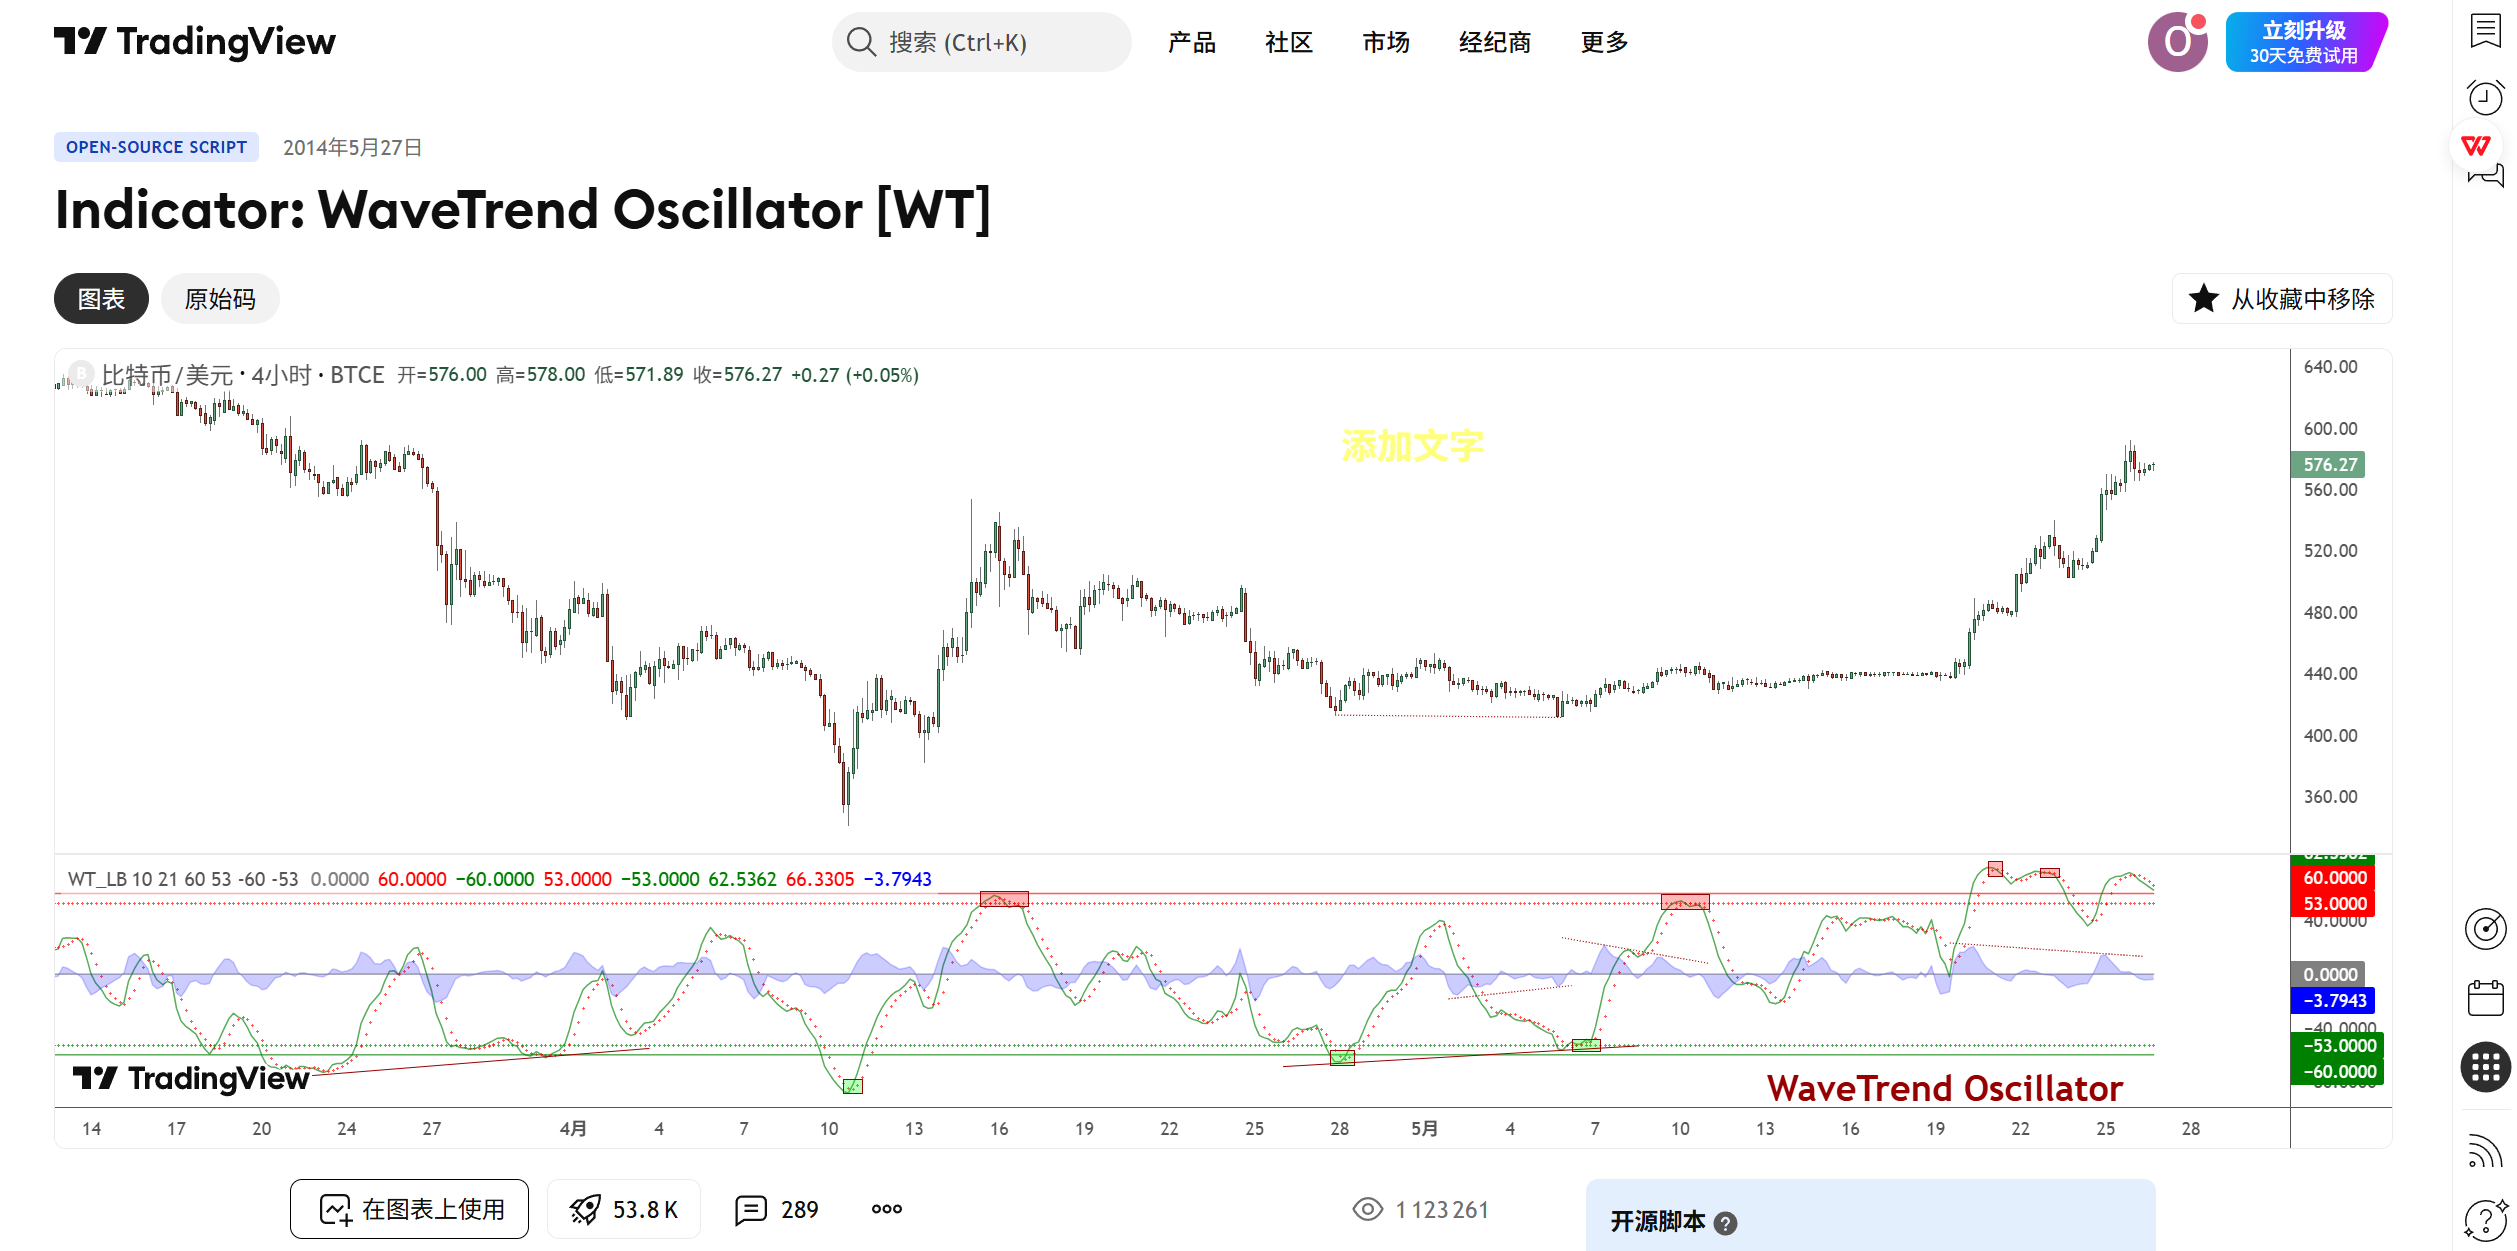 TradingView
搜索 (Ctrl+K)
产品 社区 市场 经纪商 更多
O
立刻升级
30天免费试用
OPEN-SOURCE SCRIPT 2014年5月27日
Indicator: WaveTrend Oscillator [WT]
图表 原始码
从收藏中移除
B 比特币/美元 · 4小时 · BTCE 开=576.00 高=578.00 低=571.89 收=576.27 +0.27 (+0.05%)
添加文字
640.00
600.00
576.27
560.00
520.00
480.00
440.00
400.00
360.00
WT_LB 10 21 60 53 -60 -53 0.0000 60.0000 −60.0000 53.0000 −53.0000 62.5362 66.3305 −3.7943
62.5362
60.0000
53.0000
40.0000
0.0000
−3.7943
−40.0000
−53.0000
−60.0000
TradingView
WaveTrend Oscillator
14 17 20 24 27 4月 4 7 10 13 16 19 22 25 28 5月 4 7 10 13 16 19 22 25 28
在图表上使用 53.8 K 289 1 123 261
开源脚本 ?